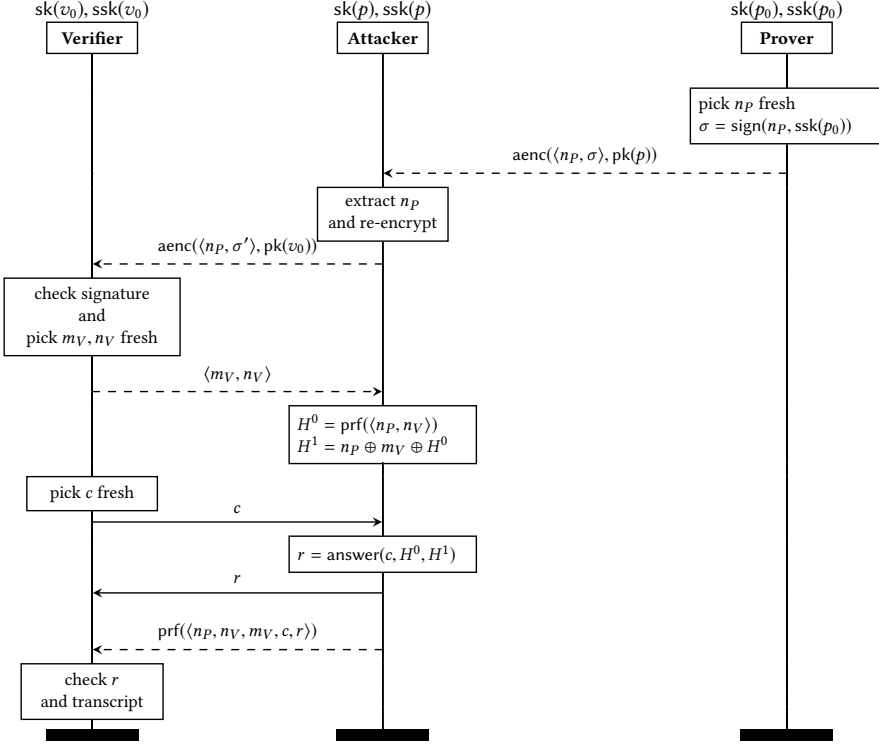 sk(v₀), ssk(v₀)
sk(p), ssk(p)
sk(p₀), ssk(p₀)
Verifier
Attacker
Prover
pick n_P fresh
σ = sign(n_P, ssk(p₀))
aenc(⟨n_P, σ⟩, pk(p))
extract n_P
and re-encrypt
aenc(⟨n_P, σ′⟩, pk(v₀))
check signature
and
pick m_V, n_V fresh
⟨m_V, n_V⟩
H⁰ = prf(⟨n_P, n_V⟩)
H¹ = n_P ⊕ m_V ⊕ H⁰
pick c fresh
c
r = answer(c, H⁰, H¹)
r
prf(⟨n_P, n_V, m_V, c, r⟩)
check r
and transcript